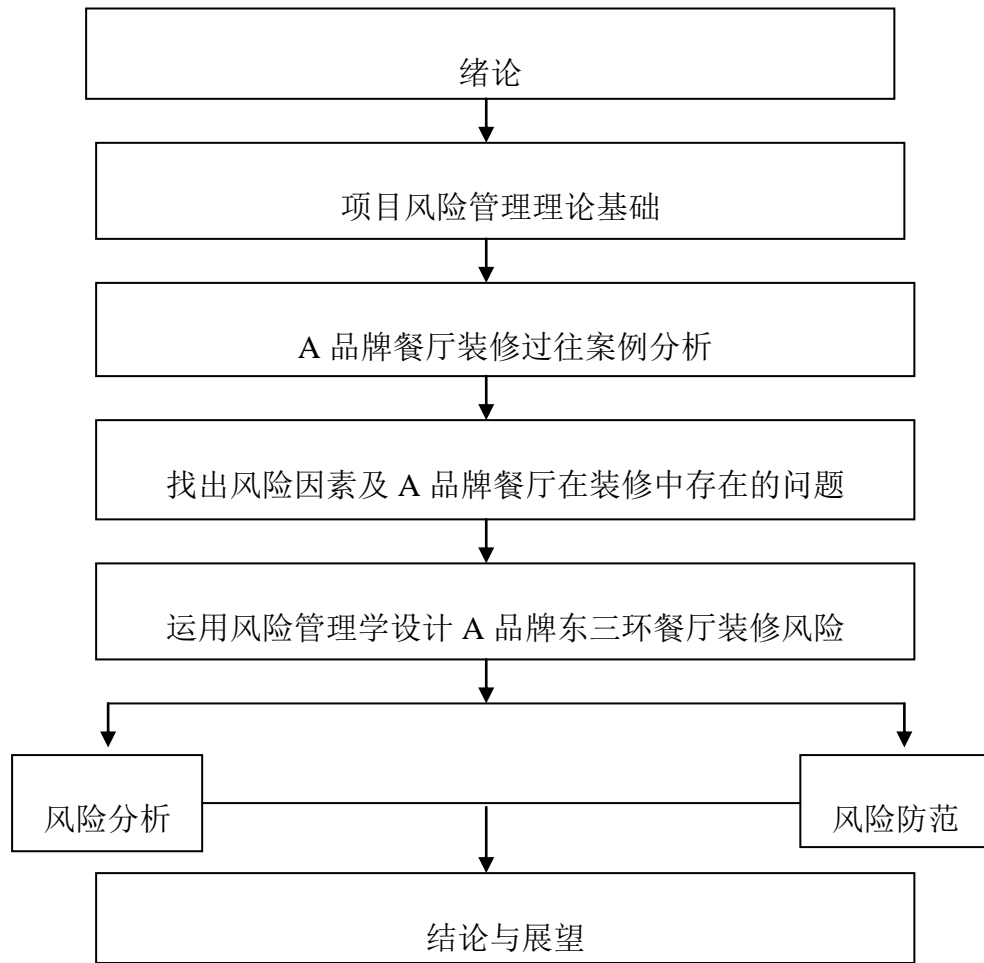 绪论
项目风险管理理论基础
A 品牌餐厅装修过往案例分析
找出风险因素及 A 品牌餐厅在装修中存在的问题
运用风险管理学设计 A 品牌东三环餐厅装修风险
风险分析
风险防范
结论与展望